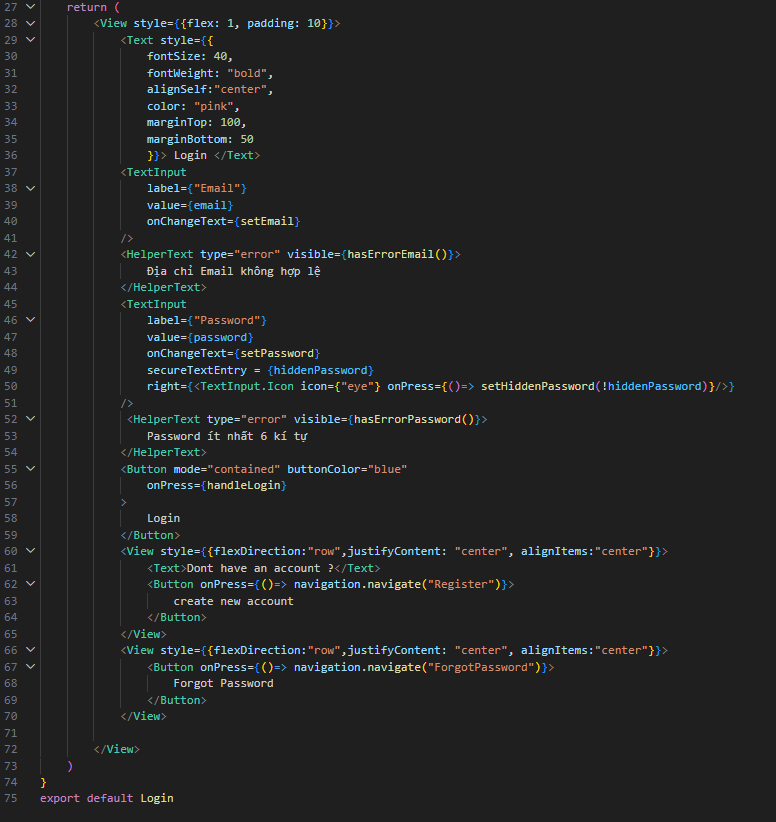 27 return (
28 <View style={{flex: 1, padding: 10}}>
29 <Text style={{
30 fontSize: 40,
31 fontWeight: "bold",
32 alignSelf:"center",
33 color: "pink",
34 marginTop: 100,
35 marginBottom: 50
36 }}> Login </Text>
37 <TextInput
38 label={"Email"}
39 value={email}
40 onChangeText={setEmail}
41 />
42 <HelperText type="error" visible={hasErrorEmail()}>
43 Địa chỉ Email không hợp lệ
44 </HelperText>
45 <TextInput
46 label={"Password"}
47 value={password}
48 onChangeText={setPassword}
49 secureTextEntry = {hiddenPassword}
50 right={<TextInput.Icon icon={"eye"} onPress={()=> setHiddenPassword(!hiddenPassword)}/>}
51 />
52 <HelperText type="error" visible={hasErrorPassword()}>
53 Password ít nhất 6 kí tự
54 </HelperText>
55 <Button mode="contained" buttonColor="blue"
56 onPress={handleLogin}
57 >
58 Login
59 </Button>
60 <View style={{flexDirection:"row",justifyContent: "center", alignItems:"center"}}>
61 <Text>Dont have an account ?</Text>
62 <Button onPress={()=> navigation.navigate("Register")}>
63 create new account
64 </Button>
65 </View>
66 <View style={{flexDirection:"row",justifyContent: "center", alignItems:"center"}}>
67 <Button onPress={()=> navigation.navigate("ForgotPassword")}>
68 Forgot Password
69 </Button>
70 </View>
71
72 </View>
73 )
74 }
75 export default Login